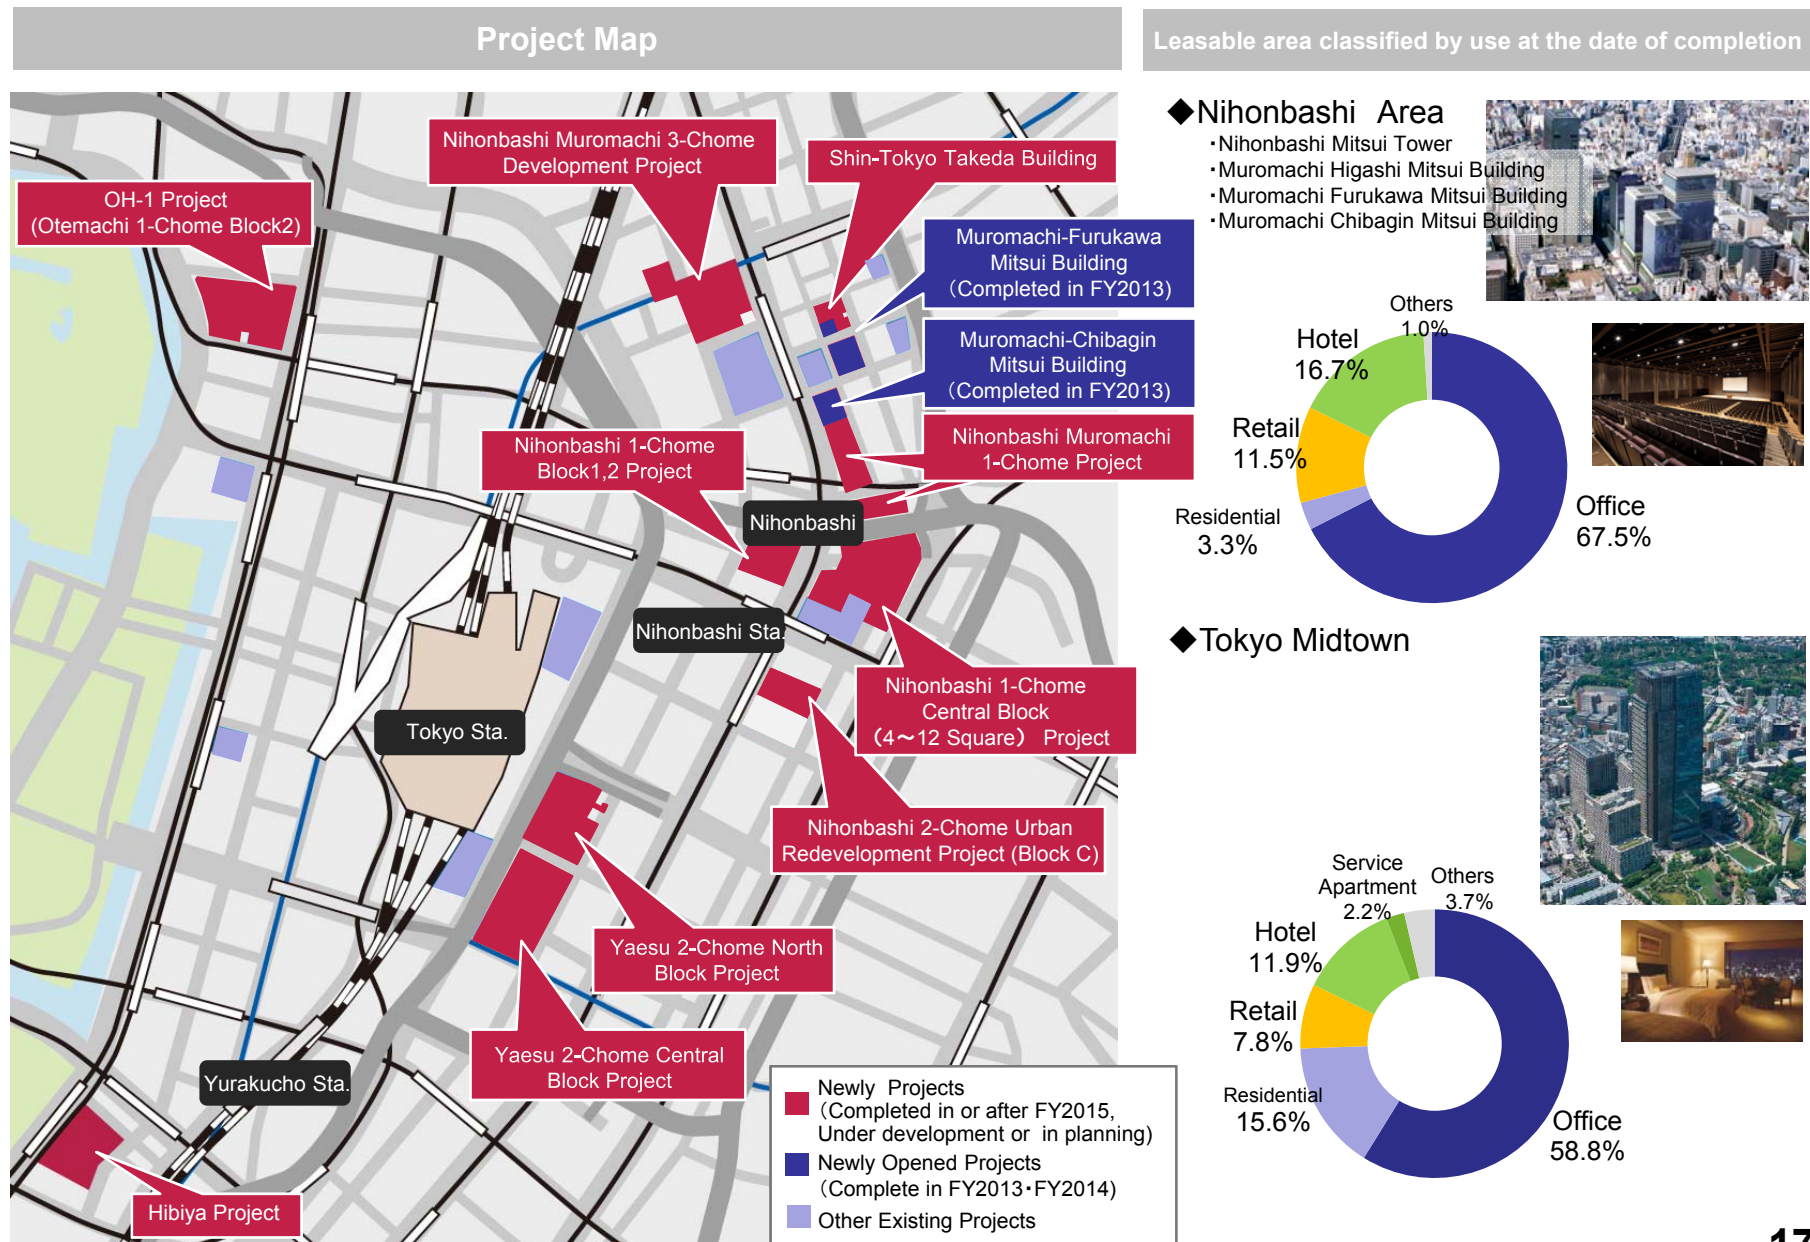 Project Map
Leasable area classified by use at the date of completion
Nihonbashi Muromachi 3-Chome
Development Project
Shin-Tokyo Takeda Building
OH-1 Project
(Otemachi 1-Chome Block2)
Muromachi-Furukawa
Mitsui Building
(Completed in FY2013)
Muromachi-Chibagin
Mitsui Building
(Completed in FY2013)
Nihonbashi 1-Chome
Block1,2 Project
Nihonbashi Muromachi
1-Chome Project
Nihonbashi
Nihonbashi Sta.
Nihonbashi 1-Chome
Central Block
(4～12 Square) Project
Tokyo Sta.
Nihonbashi 2-Chome Urban
Redevelopment Project (Block C)
Yaesu 2-Chome North
Block Project
Yaesu 2-Chome Central
Block Project
Yurakucho Sta.
Hibiya Project
Newly Projects
(Completed in or after FY2015,
Under development or in planning)
Newly Opened Projects
(Complete in FY2013・FY2014)
Other Existing Projects
◆Nihonbashi Area
・Nihonbashi Mitsui Tower
・Muromachi Higashi Mitsui Building
・Muromachi Furukawa Mitsui Building
・Muromachi Chibagin Mitsui Building
Others
1.0%
Hotel
16.7%
Retail
11.5%
Residential
3.3%
Office
67.5%
◆Tokyo Midtown
Service
Apartment
2.2%
Others
3.7%
Hotel
11.9%
Retail
7.8%
Residential
15.6%
Office
58.8%
17